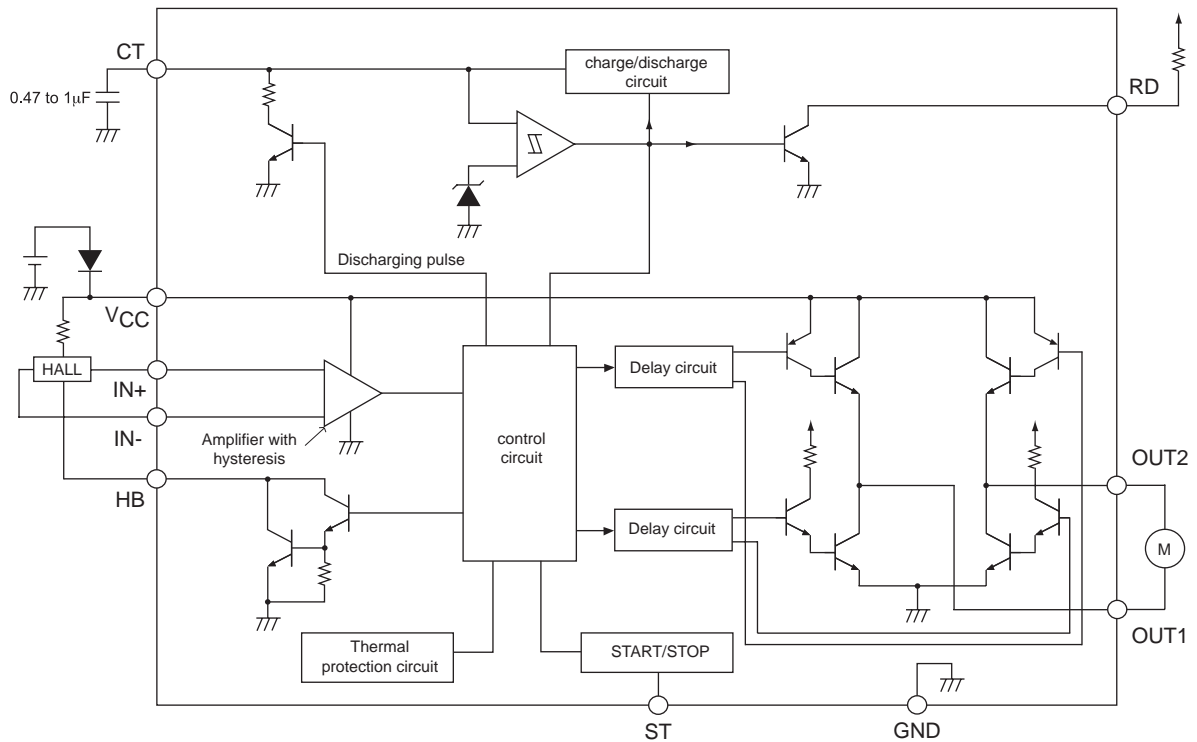 CT
charge/discharge
circuit
RD
0.47 to 1μF
Discharging pulse
VCC
HALL
IN+
IN-
Amplifier with
hysteresis
HB
control
circuit
Delay circuit
Delay circuit
OUT2
M
OUT1
Thermal
protection circuit
START/STOP
ST
GND